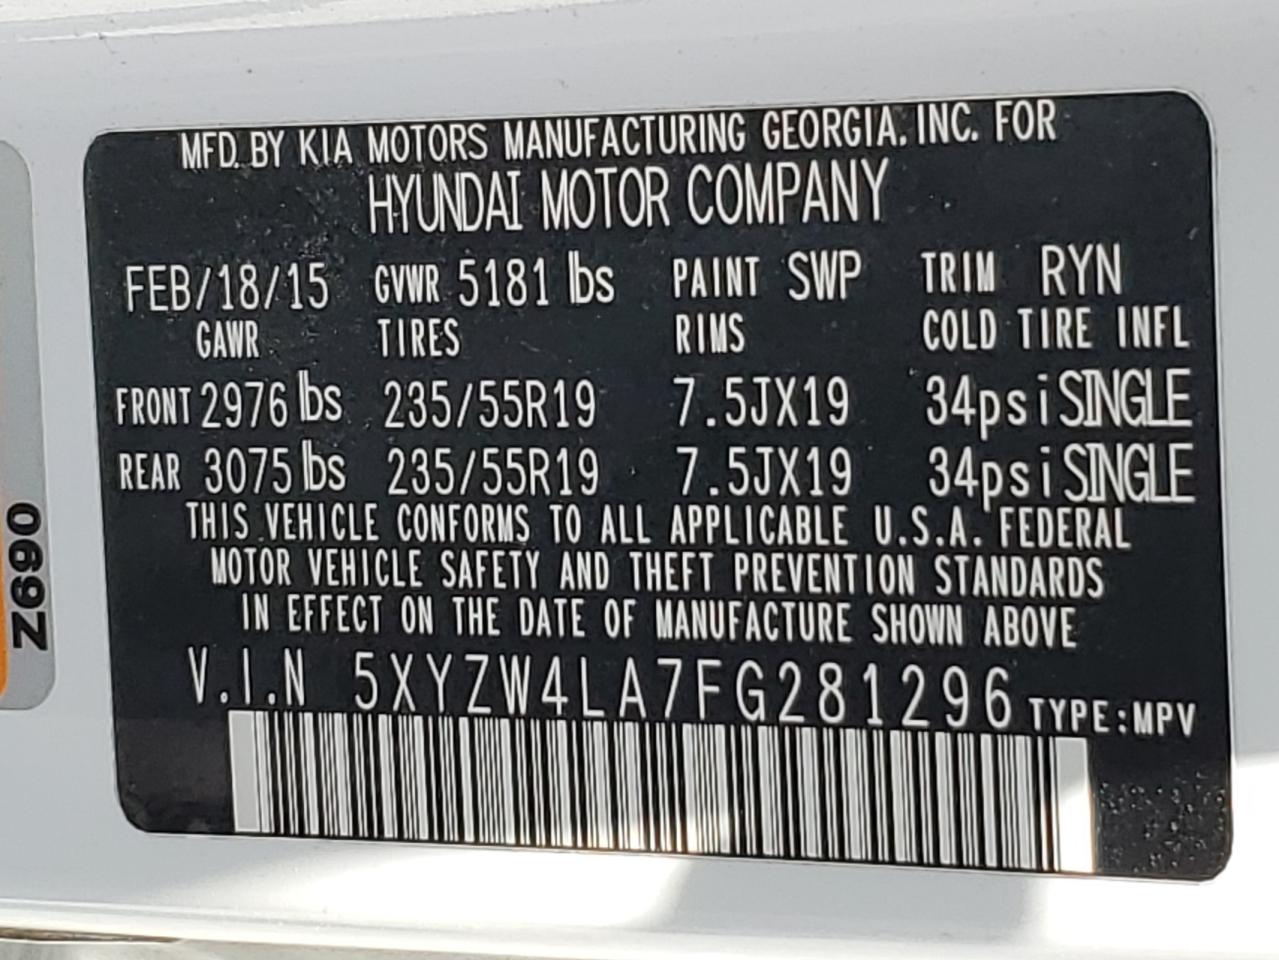 MFD. BY KIA MOTORS MANUFACTURING GEORGIA, INC. FOR
HYUNDAI MOTOR COMPANY
FEB/18/15 GVWR 5181 lbs PAINT SWP TRIM RYN
GAWR TIRES RIMS COLD TIRE INFL
FRONT 2976 lbs 235/55R19 7.5JX19 34psi SINGLE
REAR 3075 lbs 235/55R19 7.5JX19 34psi SINGLE
THIS VEHICLE CONFORMS TO ALL APPLICABLE U.S.A. FEDERAL
MOTOR VEHICLE SAFETY AND THEFT PREVENTION STANDARDS
IN EFFECT ON THE DATE OF MANUFACTURE SHOWN ABOVE
V.I.N 5XYZW4LA7FG281296 TYPE:MPV
Z690